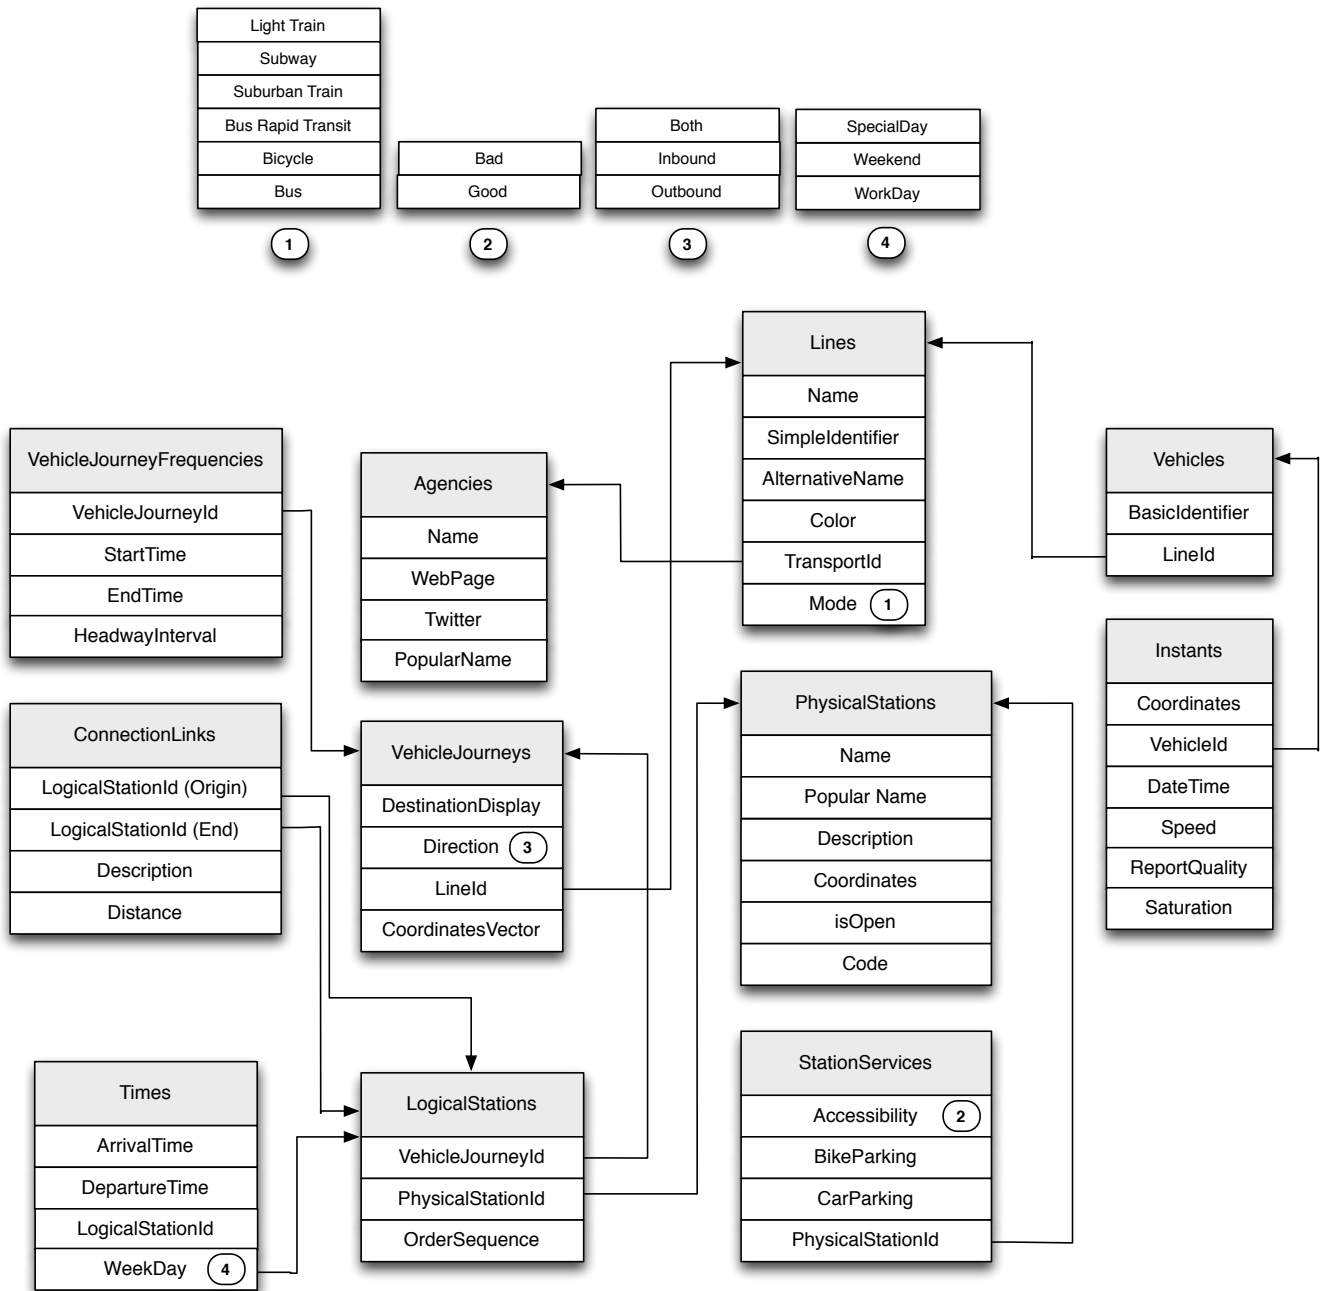 Light Train
Subway
Suburban Train
Bus Rapid Transit
Bicycle
Bus
1
Bad
Good
2
Both
Inbound
Outbound
3
SpecialDay
Weekend
WorkDay
4
Lines
Name
SimpleIdentifier
AlternativeName
Color
TransportId
Mode 1
VehicleJourneyFrequencies
VehicleJourneyId
StartTime
EndTime
HeadwayInterval
Agencies
Name
WebPage
Twitter
PopularName
Vehicles
BasicIdentifier
LineId
Instants
Coordinates
VehicleId
DateTime
Speed
ReportQuality
Saturation
ConnectionLinks
LogicalStationId (Origin)
LogicalStationId (End)
Description
Distance
VehicleJourneys
DestinationDisplay
Direction 3
LineId
CoordinatesVector
PhysicalStations
Name
Popular Name
Description
Coordinates
isOpen
Code
Times
ArrivalTime
DepartureTime
LogicalStationId
WeekDay 4
LogicalStations
VehicleJourneyId
PhysicalStationId
OrderSequence
StationServices
Accessibility 2
BikeParking
CarParking
PhysicalStationId